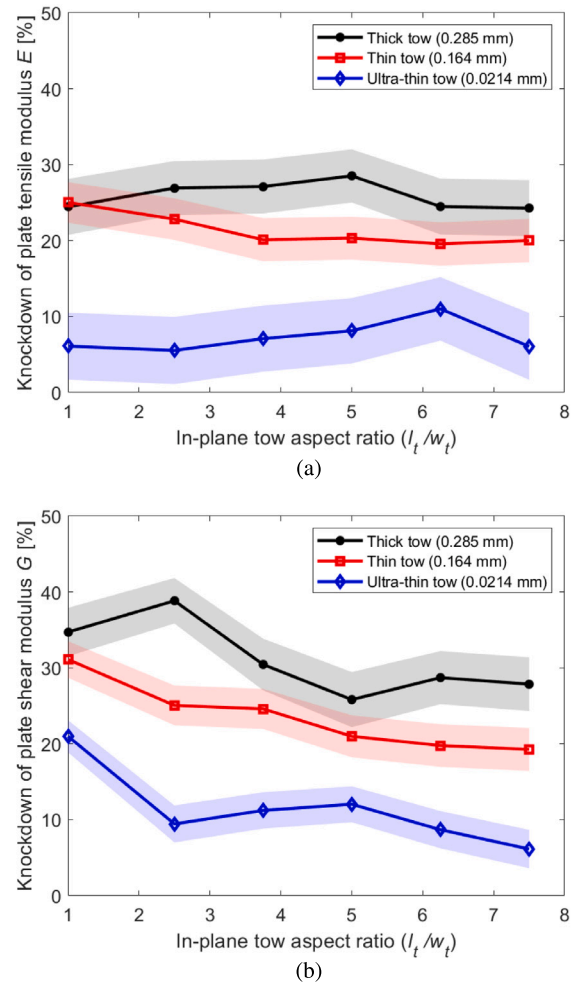 Knockdown of plate tensile modulus E [%]
50
40
30
20
10
0
Thick tow (0.285 mm)
Thin tow (0.164 mm)
Ultra-thin tow (0.0214 mm)
1 2 3 4 5 6 7 8
In-plane tow aspect ratio (l_t/w_t)
(a)
Knockdown of plate shear modulus G [%]
50
40
30
20
10
0
Thick tow (0.285 mm)
Thin tow (0.164 mm)
Ultra-thin tow (0.0214 mm)
1 2 3 4 5 6 7 8
In-plane tow aspect ratio (l_t/w_t)
(b)